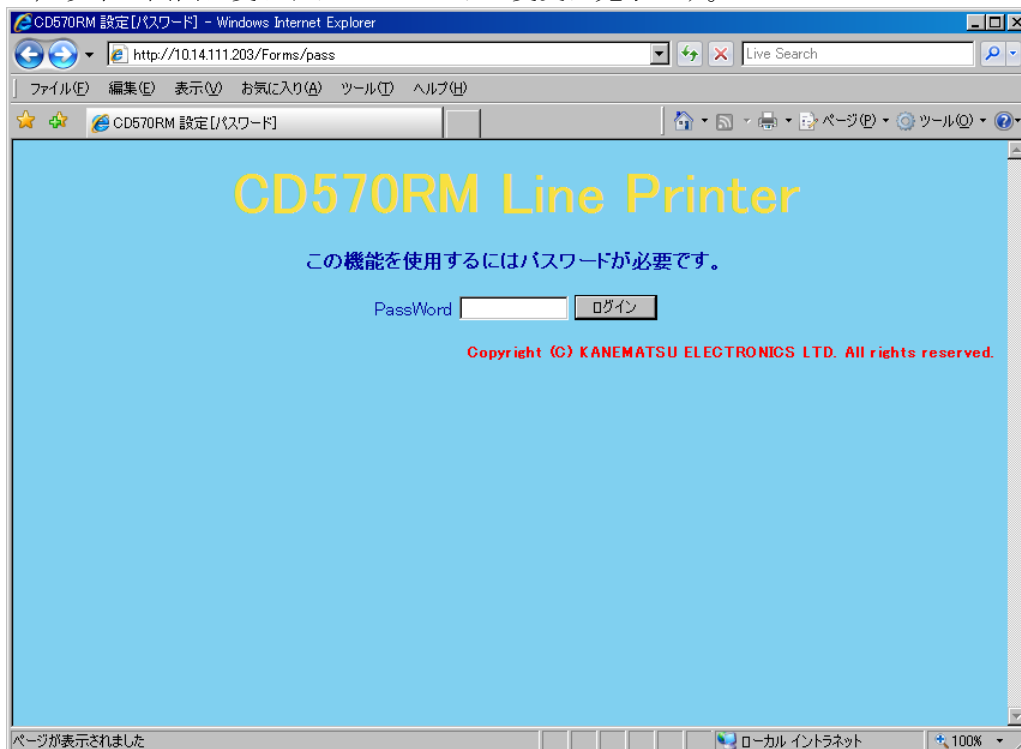 CD570RM 設定[パスワード] - Windows Internet Explorer
http://10.14.111.203/Forms/pass
Live Search
ファイル(F) 編集(E) 表示(V) お気に入り(A) ツール(T) ヘルプ(H)
CD570RM 設定[パスワード]
ページ(P) ツール(O)
CD570RM Line Printer
この機能を使用するにはパスワードが必要です。
PassWord ログイン
Copyright (C) KANEMATSU ELECTRONICS LTD. All rights reserved.
ページが表示されました
ローカル イントラネット
100%